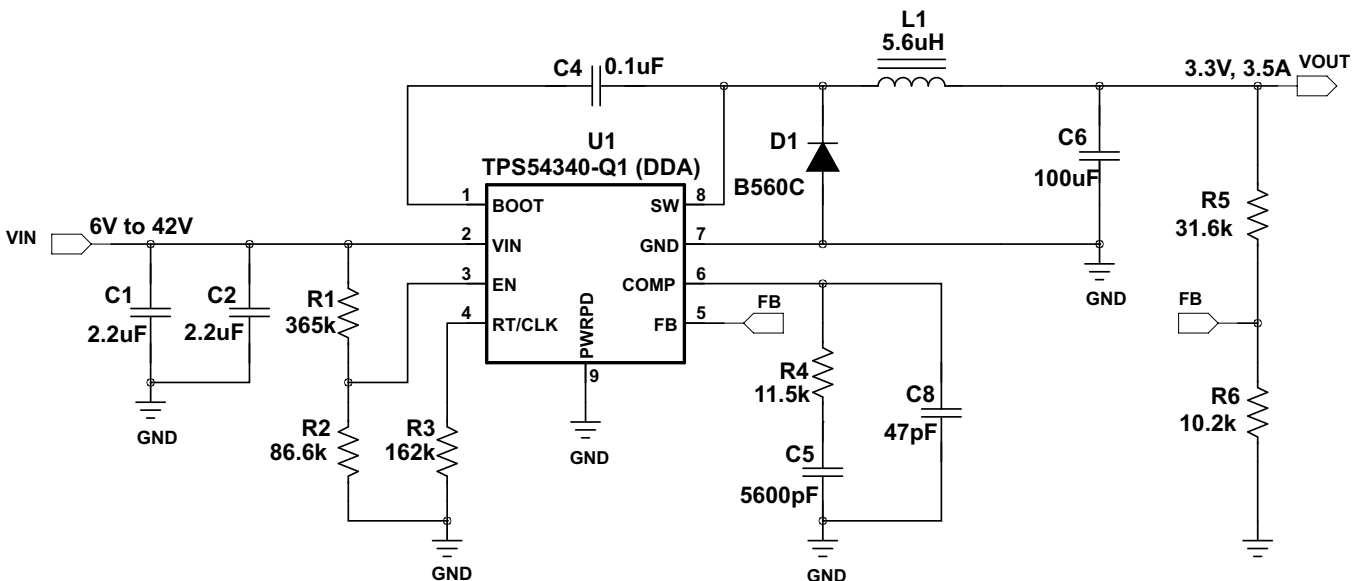 L1
5.6uH
C4
0.1uF
3.3V, 3.5A
VOUT
U1
TPS54340-Q1 (DDA)
D1
B560C
C6
100uF
R5
31.6k
1
BOOT
SW
8
VIN
6V to 42V
2
VIN
GND
7
3
EN
COMP
6
4
RT/CLK
FB
5
FB
PWRPD
9
GND
C1
2.2uF
C2
2.2uF
R1
365k
GND
GND
FB
R4
11.5k
C8
47pF
R6
10.2k
R2
86.6k
R3
162k
C5
5600pF
GND
GND